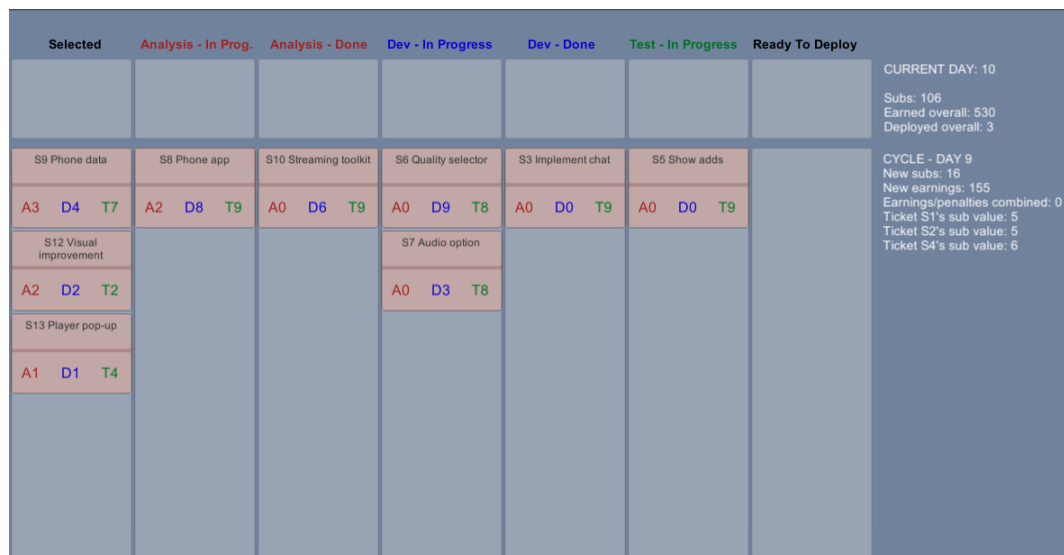 Selected Analysis - In Prog. Analysis - Done Dev - In Progress Dev - Done Test - In Progress Ready To Deploy
CURRENT DAY: 10
Subs: 106
Earned overall: 530
Deployed overall: 3
S9 Phone data
A3 D4 T7
S12 Visual
improvement
A2 D2 T2
S13 Player pop-up
A1 D1 T4
S8 Phone app
A2 D8 T9
S10 Streaming toolkit
A0 D6 T9
S6 Quality selector
A0 D9 T8
S7 Audio option
A0 D3 T8
S3 Implement chat
A0 D0 T9
S5 Show adds
A0 D0 T9
CYCLE - DAY 9
New subs: 16
New earnings: 155
Earnings/penalties combined: 0
Ticket S1's sub value: 5
Ticket S2's sub value: 5
Ticket S4's sub value: 6